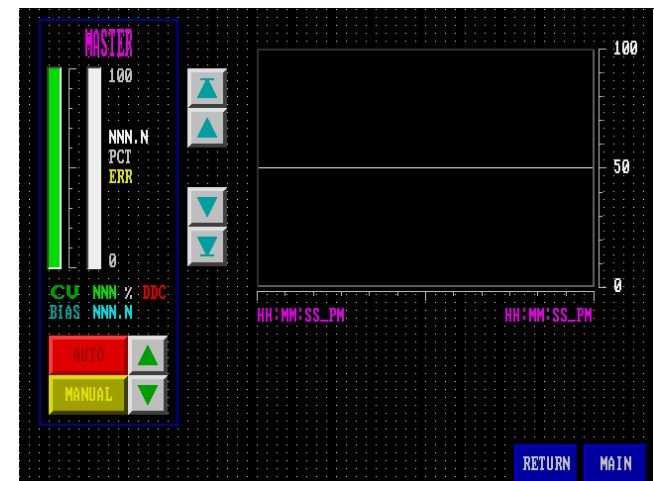 MASTER
100
NNN.N
PCT
ERR
0
CV NNN % DDC
BIAS NNN.N
AUTO
MANUAL
100
50
0
HH:MM:SS_PM HH:MM:SS_PM
RETURN MAIN